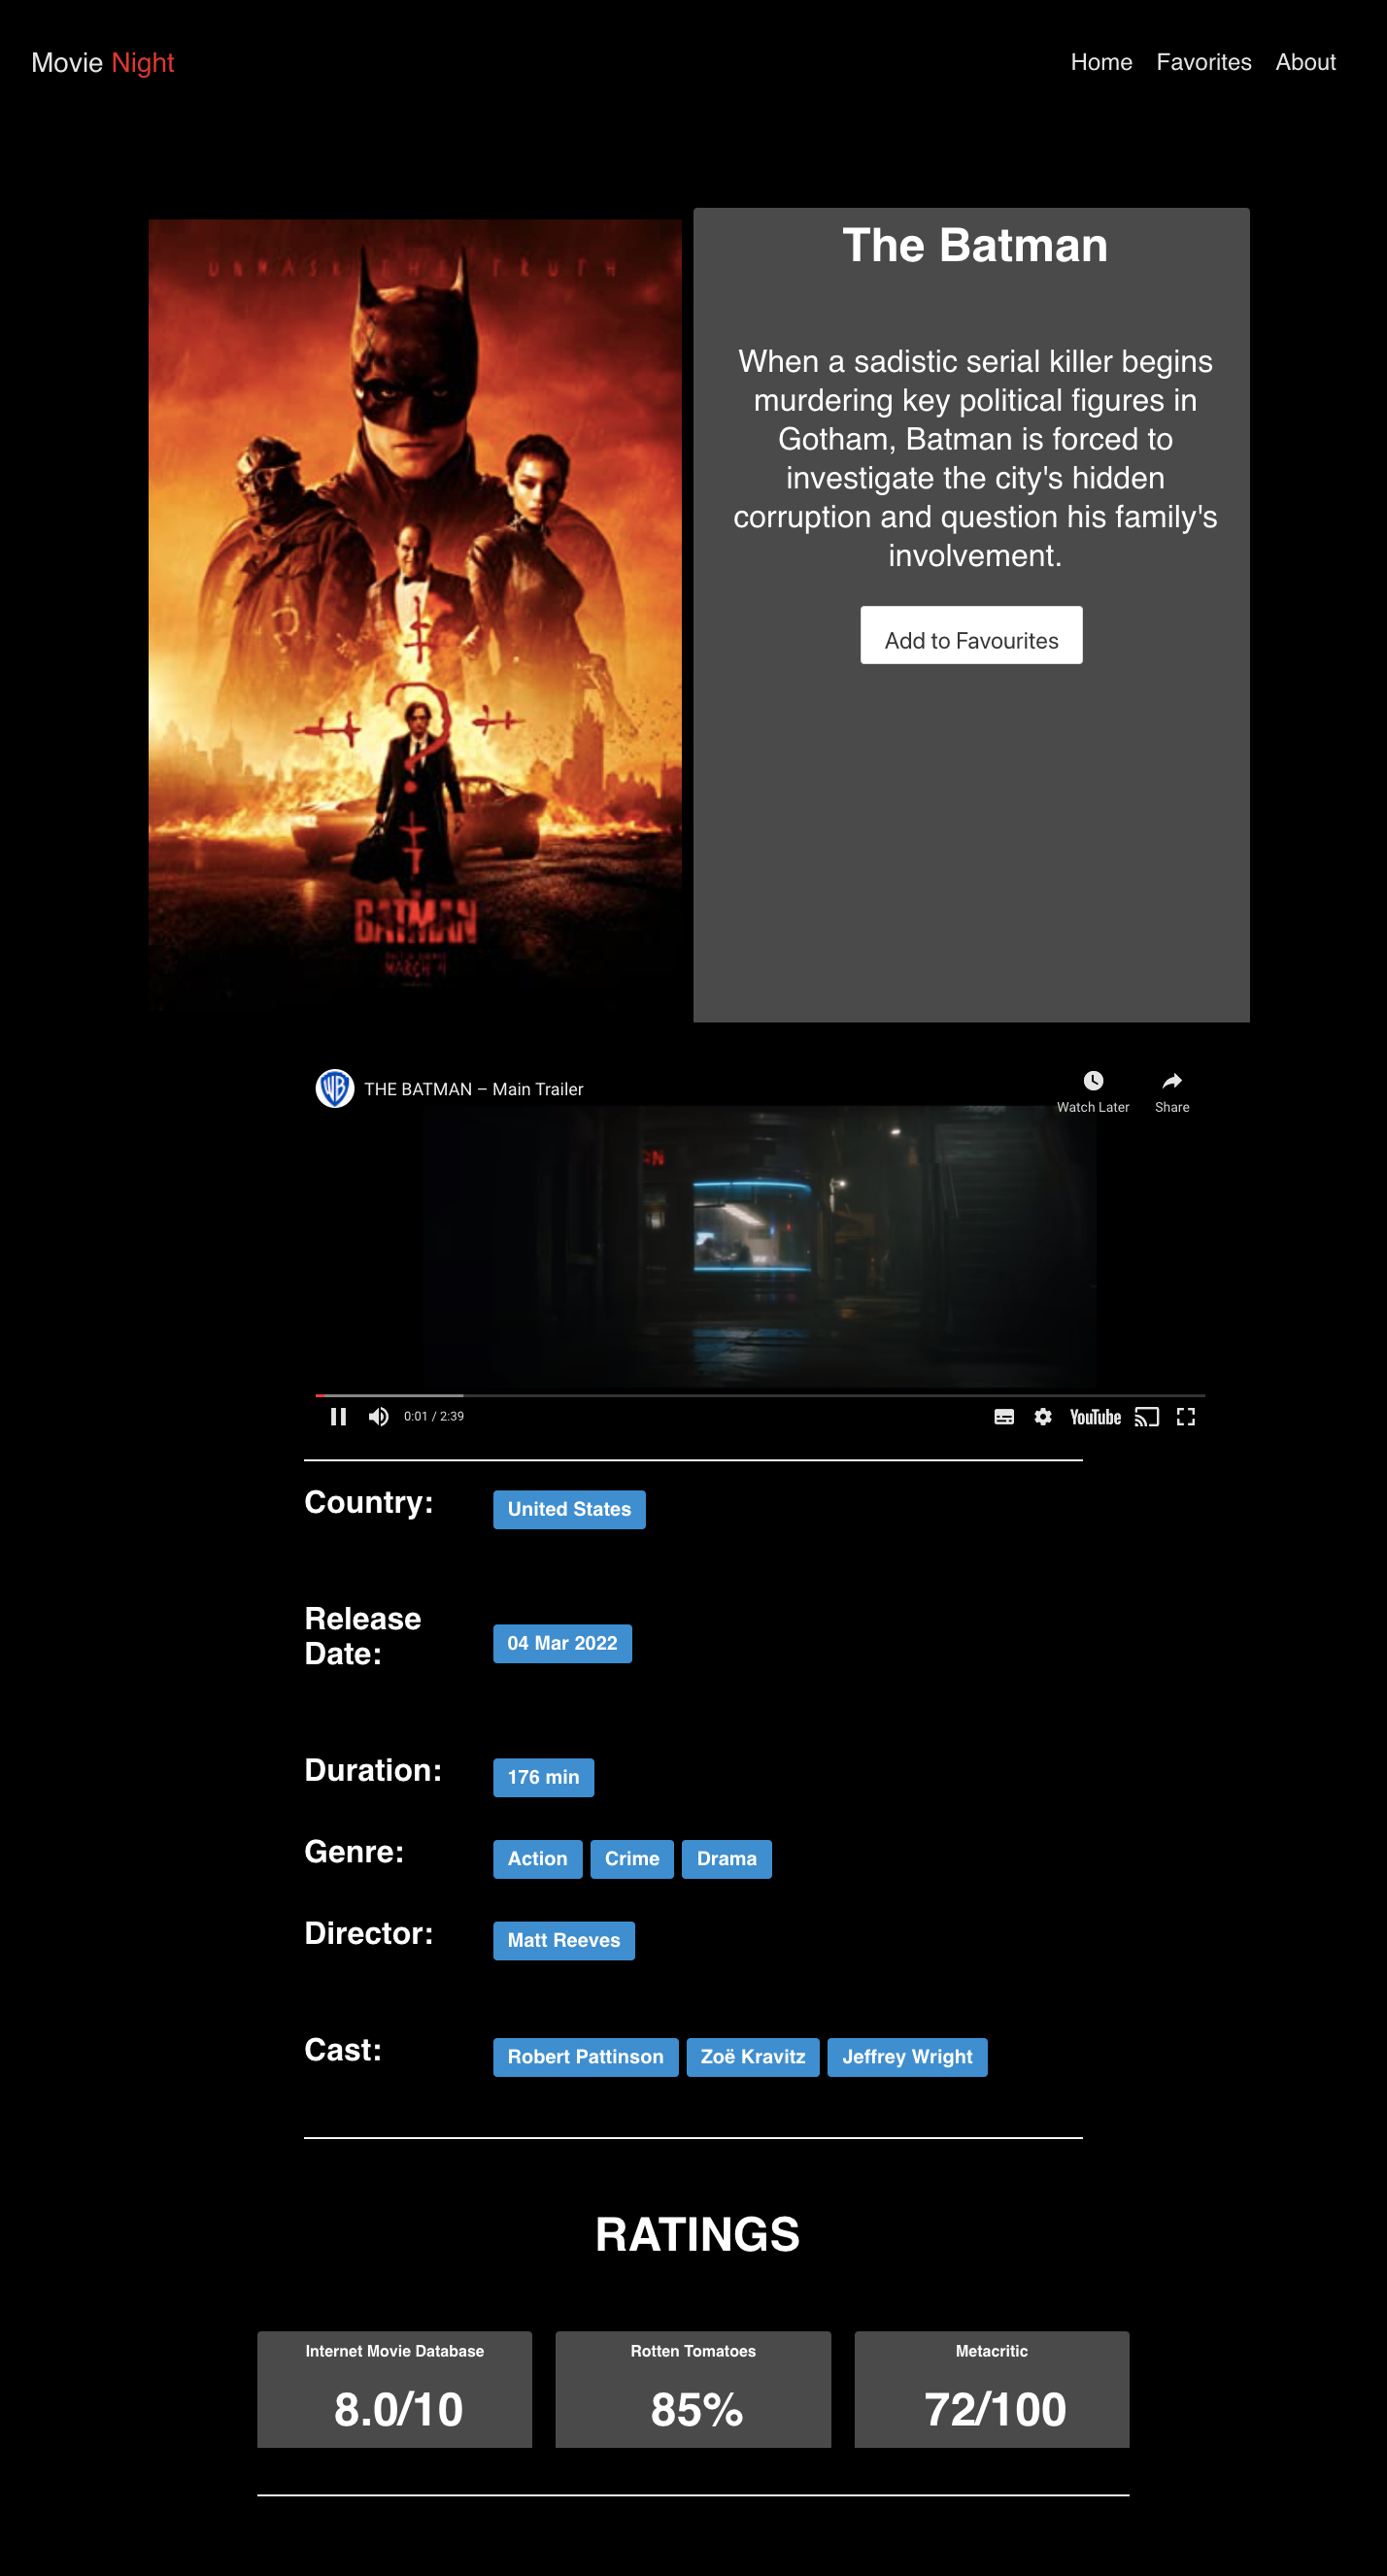 Movie Night
Home Favorites About
UNMASK THE TRUTH
The Batman
When a sadistic serial killer begins
murdering key political figures in
Gotham, Batman is forced to
investigate the city's hidden
corruption and question his family's
involvement.
Add to Favourites
BATMAN
MARCH 4
WB
THE BATMAN – Main Trailer
Watch Later
Share
0:01 / 2:39
YouTube
Country:
United States
Release
Date:
04 Mar 2022
Duration:
176 min
Genre:
Action Crime Drama
Director:
Matt Reeves
Cast:
Robert Pattinson Zoë Kravitz Jeffrey Wright
RATINGS
Internet Movie Database
8.0/10
Rotten Tomatoes
85%
Metacritic
72/100